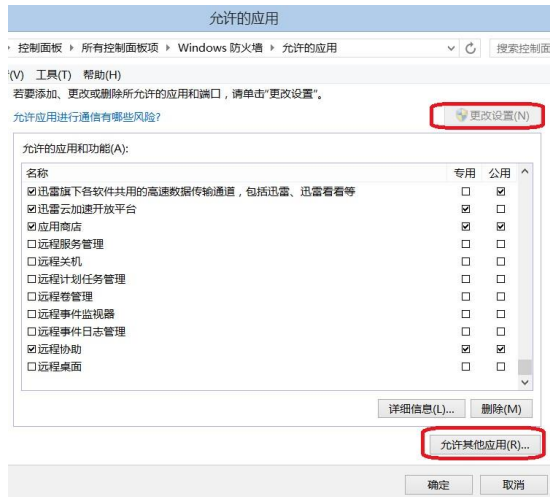 允许的应用
控制面板 ▸ 所有控制面板项 ▸ Windows 防火墙 ▸ 允许的应用 搜索控制面
(V) 工具(T) 帮助(H)
若要添加、更改或删除所允许的应用和端口，请单击"更改设置"。
允许应用进行通信有哪些风险? 更改设置(N)
允许的应用和功能(A):
名称 专用 公用
迅雷旗下各软件共用的高速数据传输通道，包括迅雷、迅雷看看等
迅雷云加速开放平台
应用商店
远程服务管理
远程关机
远程计划任务管理
远程卷管理
远程事件监视器
远程事件日志管理
远程协助
远程桌面
详细信息(L)... 删除(M)
允许其他应用(R)...
确定 取消